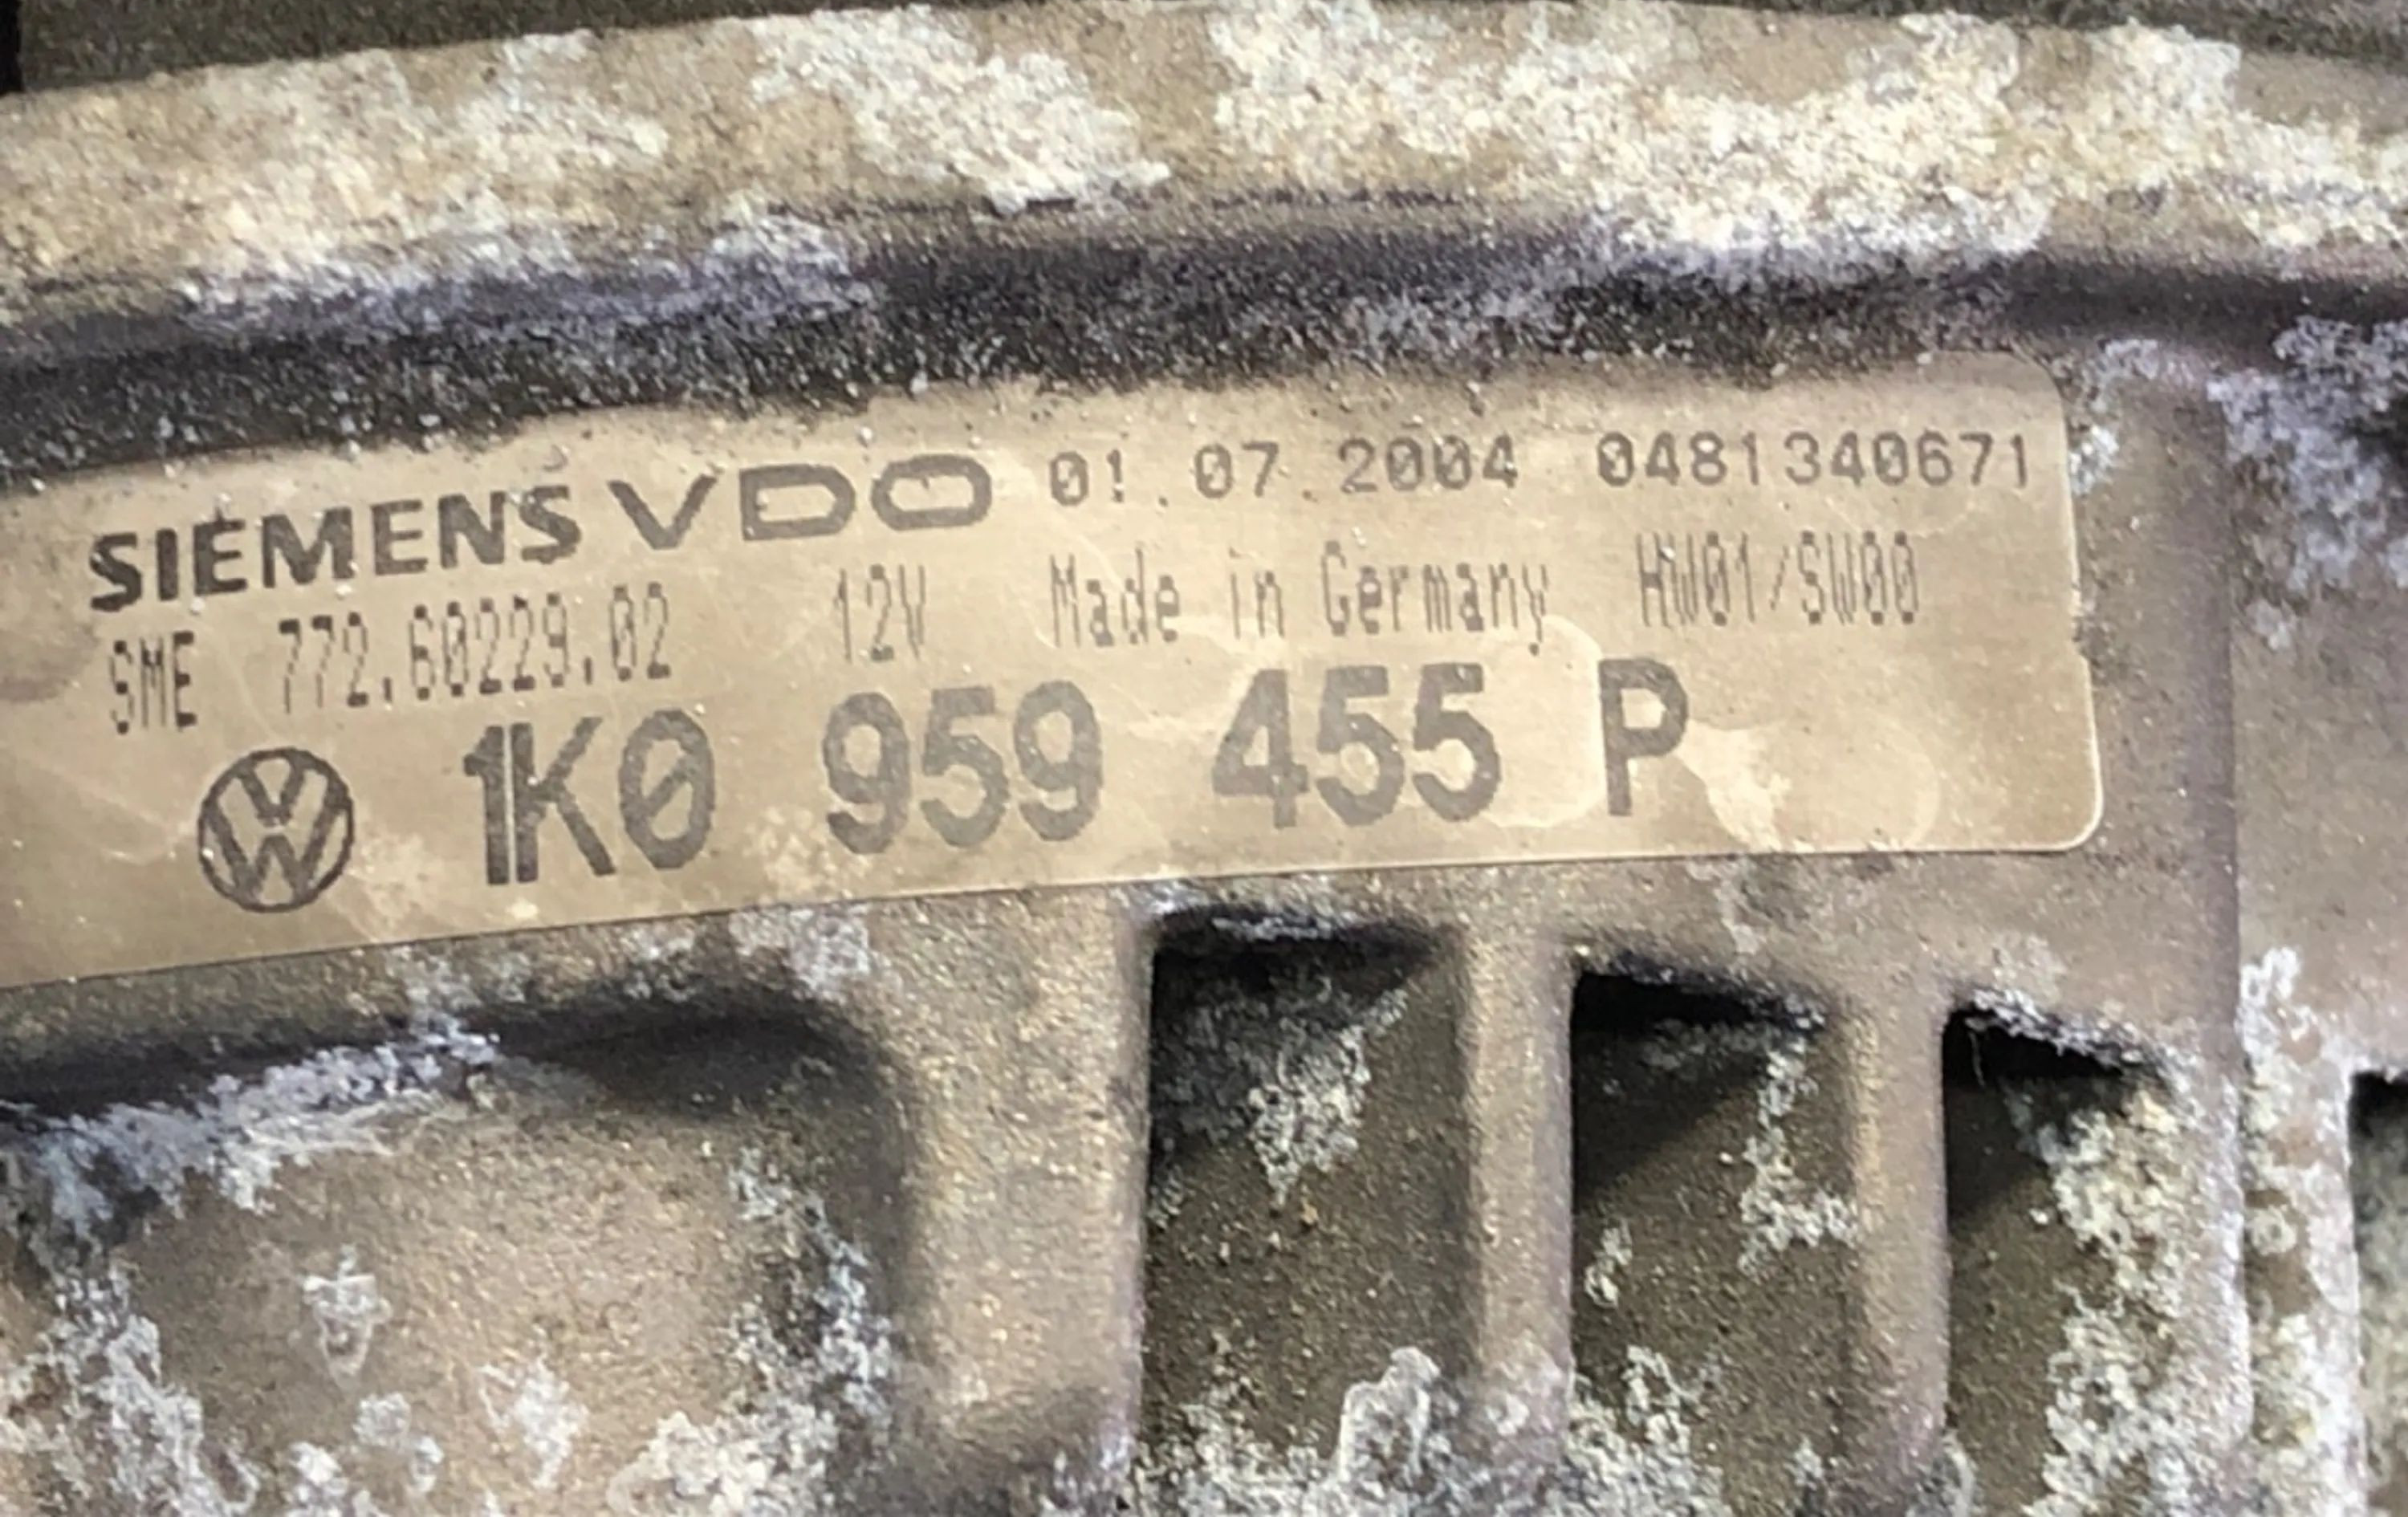 SIEMENS VDO 01.07.2004 0481340671
SME 772.60229.02 12V Made in Germany HW01/SW00
VW 1K0 959 455 P